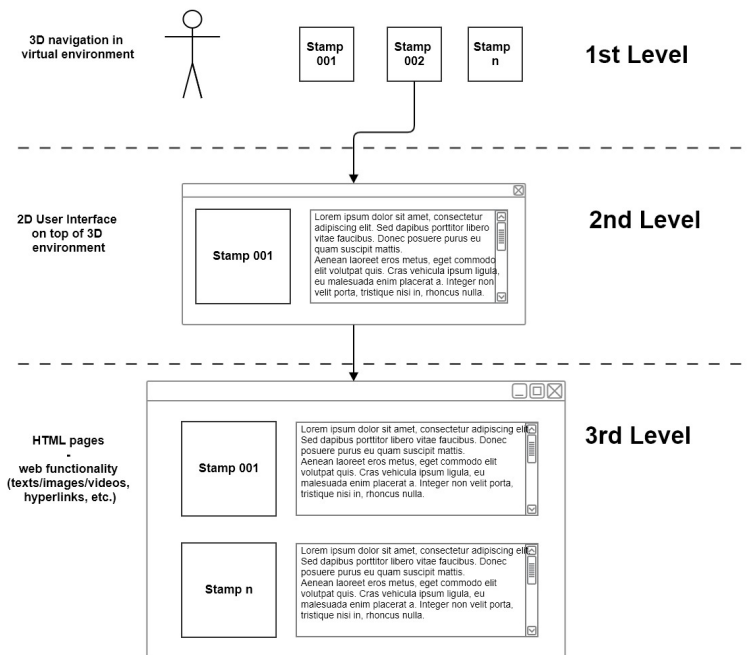 3D navigation in
virtual environment
Stamp
001
Stamp
002
Stamp
n
1st Level
2D User Interface
on top of 3D
environment
Stamp 001
Lorem ipsum dolor sit amet, consectetur
adipiscing elit. Sed dapibus porttitor libero
vitae faucibus. Donec posuere purus eu
quam suscipit mattis.
Aenean laoreet eros metus, eget commodo
elit volutpat quis. Cras vehicula ipsum ligula,
eu malesuada enim placerat a. Integer non
velit porta, tristique nisi in, rhoncus nulla.
2nd Level
HTML pages
-
web functionality
(texts/images/videos,
hyperlinks, etc.)
Stamp 001
Lorem ipsum dolor sit amet, consectetur adipiscing elit.
Sed dapibus porttitor libero vitae faucibus. Donec
posuere purus eu quam suscipit mattis.
Aenean laoreet eros metus, eget commodo elit
volutpat quis. Cras vehicula ipsum ligula, eu
malesuada enim placerat a. Integer non velit porta,
tristique nisi in, rhoncus nulla.
3rd Level
Stamp n
Lorem ipsum dolor sit amet, consectetur adipiscing elit.
Sed dapibus porttitor libero vitae faucibus. Donec
posuere purus eu quam suscipit mattis.
Aenean laoreet eros metus, eget commodo elit
volutpat quis. Cras vehicula ipsum ligula, eu
malesuada enim placerat a. Integer non velit porta,
tristique nisi in, rhoncus nulla.